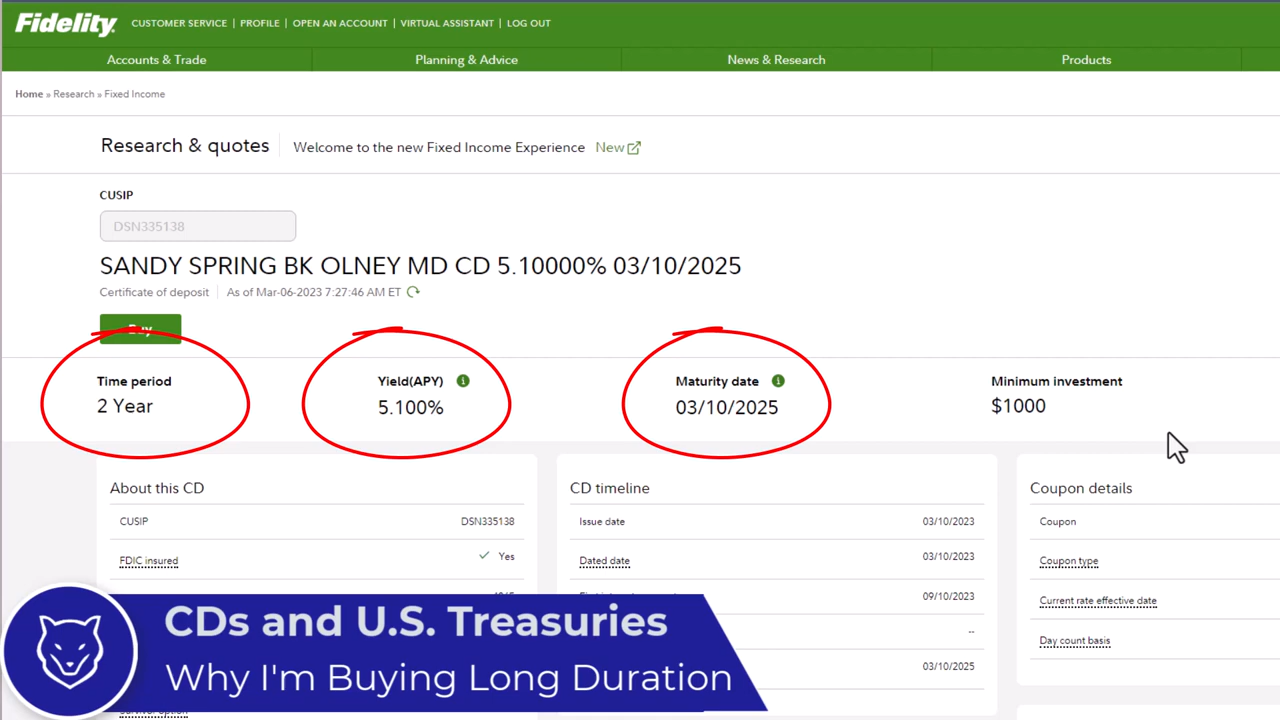 Fidelity
CUSTOMER SERVICE | PROFILE | OPEN AN ACCOUNT | VIRTUAL ASSISTANT | LOG OUT
Accounts & Trade Planning & Advice News & Research Products
Home » Research » Fixed Income
Research & quotes Welcome to the new Fixed Income Experience New
CUSIP
DSN335138
SANDY SPRING BK OLNEY MD CD 5.10000% 03/10/2025
Certificate of deposit As of Mar-06-2023 7:27:46 AM ET
Buy
Time period Yield(APY) Maturity date Minimum investment
2 Year 5.100% 03/10/2025 $1000
About this CD CD timeline Coupon details
CUSIP DSN335138 Issue date 03/10/2023 Coupon
FDIC insured Yes Dated date 03/10/2023 Coupon type
09/10/2023 Current rate effective date
-- Day count basis
03/10/2025
CDs and U.S. Treasuries
Why I'm Buying Long Duration